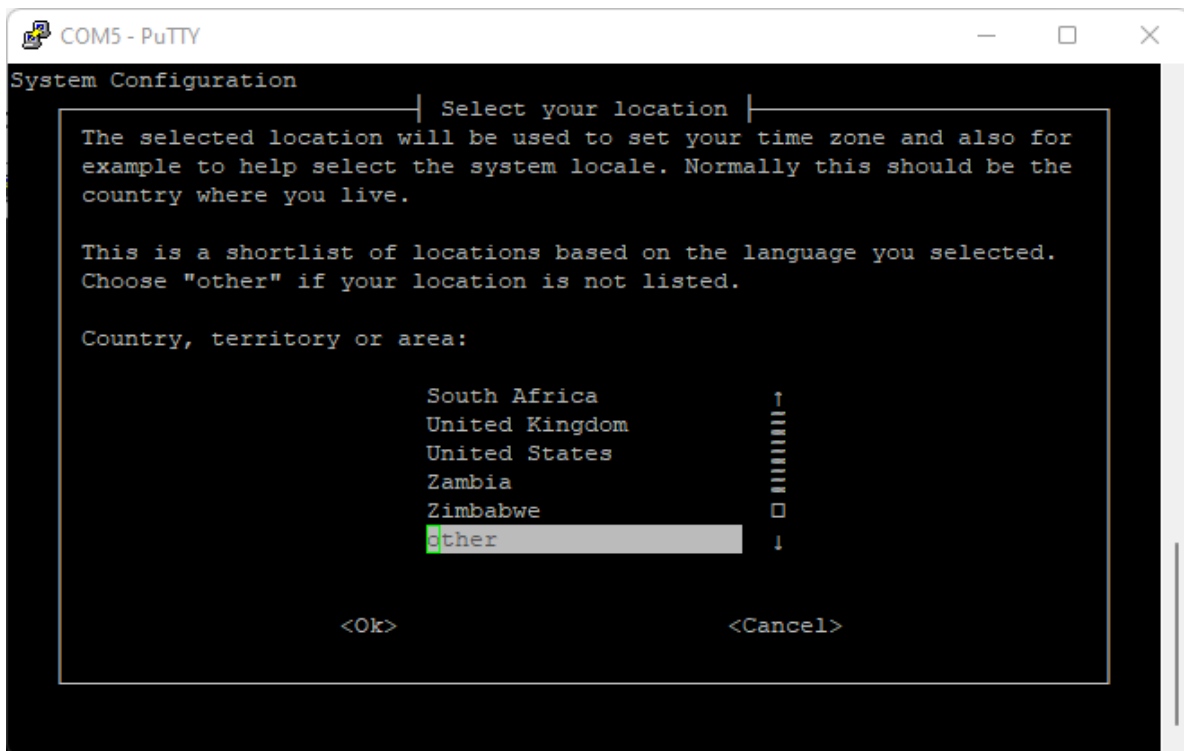 COM5 - PuTTY
System Configuration
Select your location
The selected location will be used to set your time zone and also for
example to help select the system locale. Normally this should be the
country where you live.
This is a shortlist of locations based on the language you selected.
Choose "other" if your location is not listed.
Country, territory or area:
South Africa
United Kingdom
United States
Zambia
Zimbabwe
other
<Ok> <Cancel>